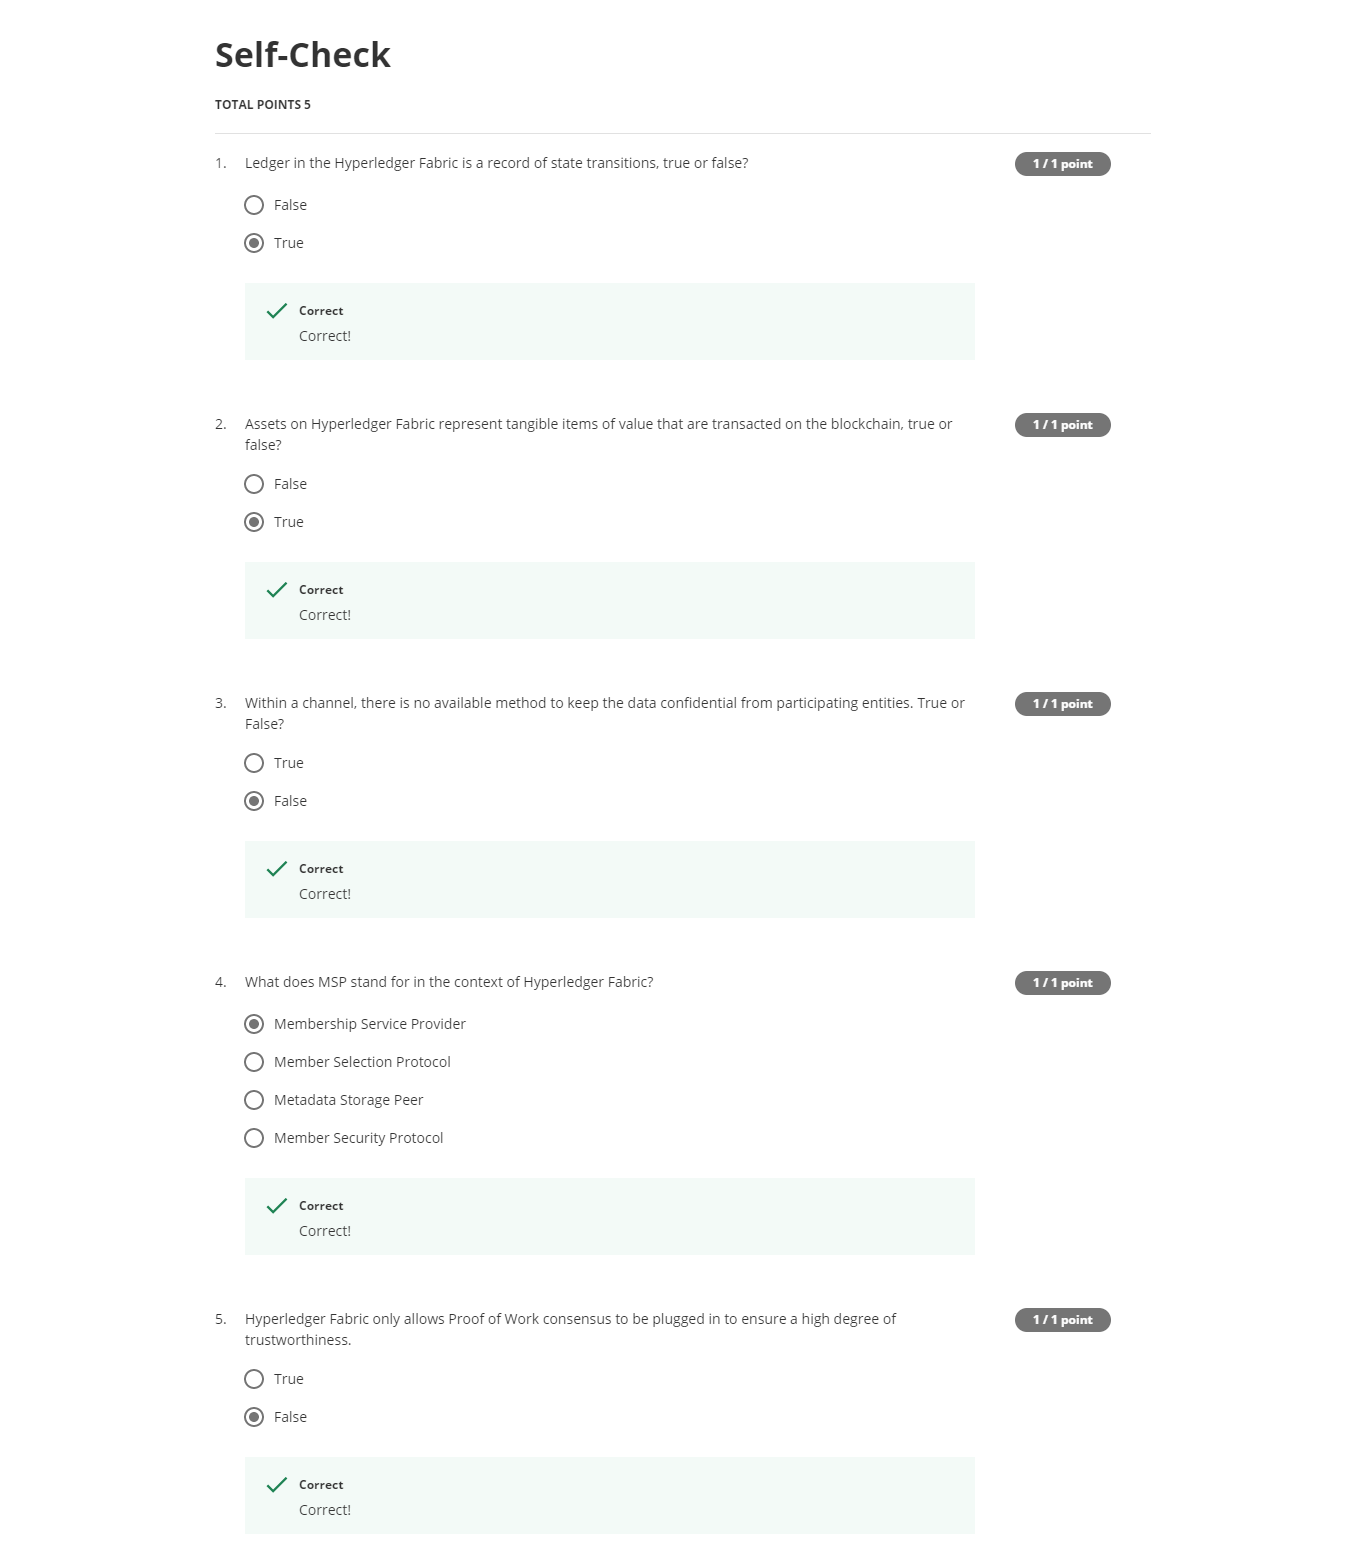 Self-Check
TOTAL POINTS 5
1. Ledger in the Hyperledger Fabric is a record of state transitions, true or false?
1 / 1 point
False
True
Correct
Correct!
2. Assets on Hyperledger Fabric represent tangible items of value that are transacted on the blockchain, true or
false?
1 / 1 point
False
True
Correct
Correct!
3. Within a channel, there is no available method to keep the data confidential from participating entities. True or
False?
1 / 1 point
True
False
Correct
Correct!
4. What does MSP stand for in the context of Hyperledger Fabric?
1 / 1 point
Membership Service Provider
Member Selection Protocol
Metadata Storage Peer
Member Security Protocol
Correct
Correct!
5. Hyperledger Fabric only allows Proof of Work consensus to be plugged in to ensure a high degree of
trustworthiness.
1 / 1 point
True
False
Correct
Correct!